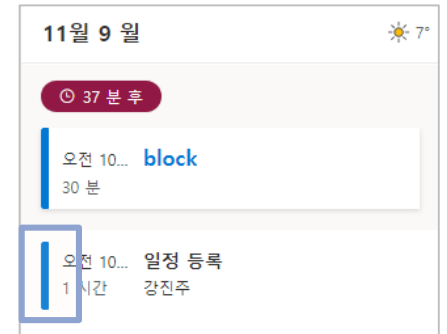 11월 9 월
7°
37 분 후
오전 10... block
30 분
오전 10... 일정 등록
1 시간 강진주